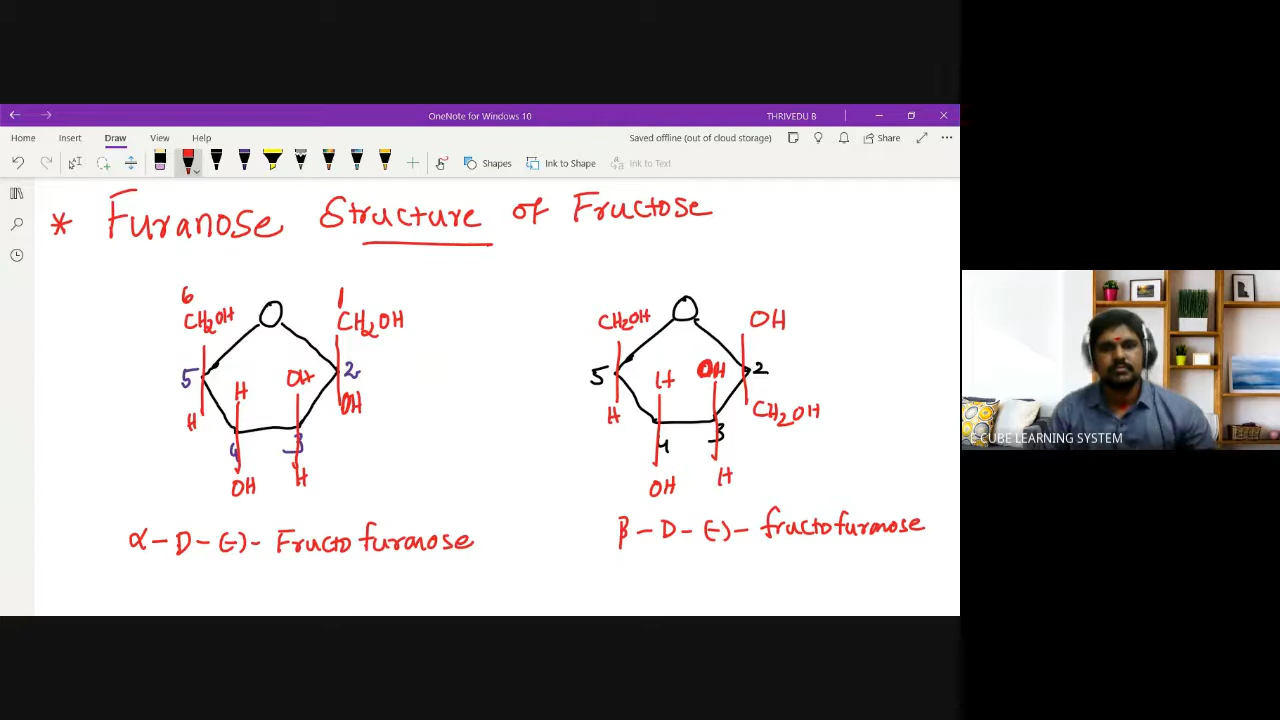 OneNote for Windows 10
THRIVEDU B
Home Insert Draw View Help
Saved offline (out of cloud storage)
Share
Shapes
Ink to Shape
Ink to Text
* Furanose Structure of Fructose
6
CH2OH
O
1
CH2OH
5
H
OH
2
OH
H
4
3
OH
H
α-D-(-)- Fructofuranose
CH2OH
O
OH
5
H
OH
2
H
CH2OH
4
3
OH
H
β-D-(-)-fructofuranose
E CUBE LEARNING SYSTEM